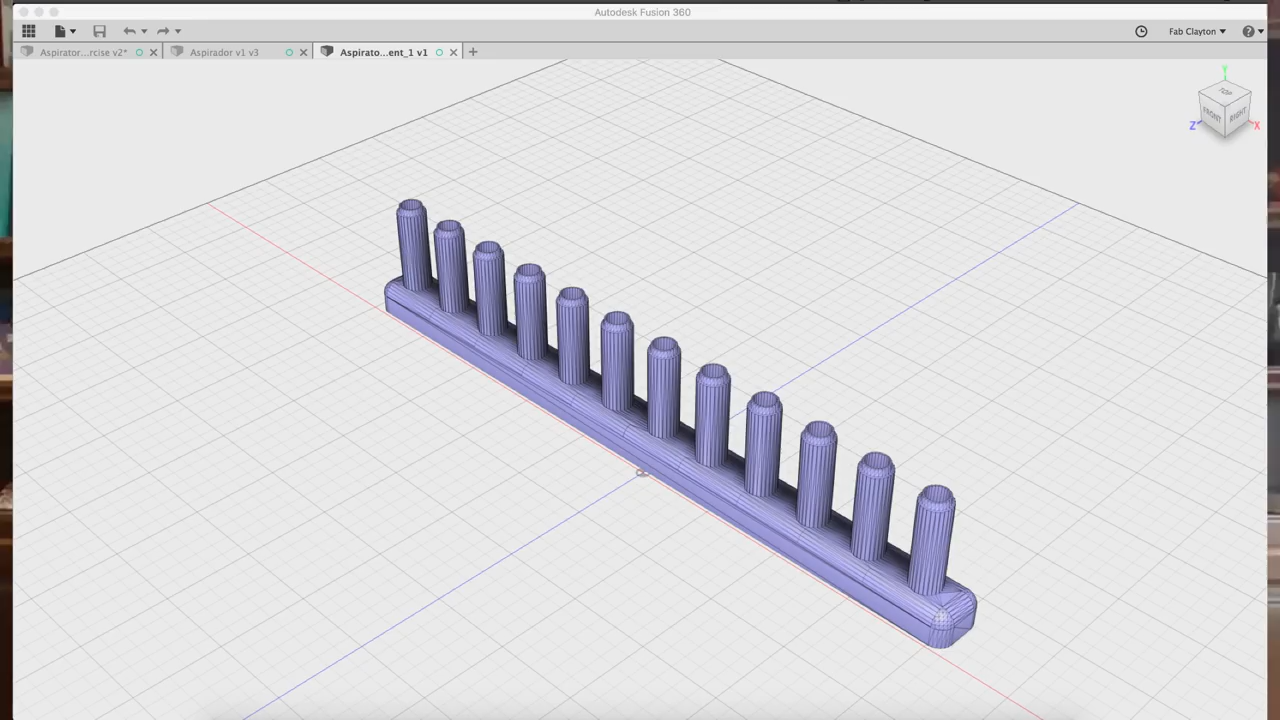 Autodesk Fusion 360
Fab Clayton
Aspirator...rcise v2*
Aspirador v1 v3
Aspirato...ent_1 v1
Y
TOP
FRONT
RIGHT
Z
X